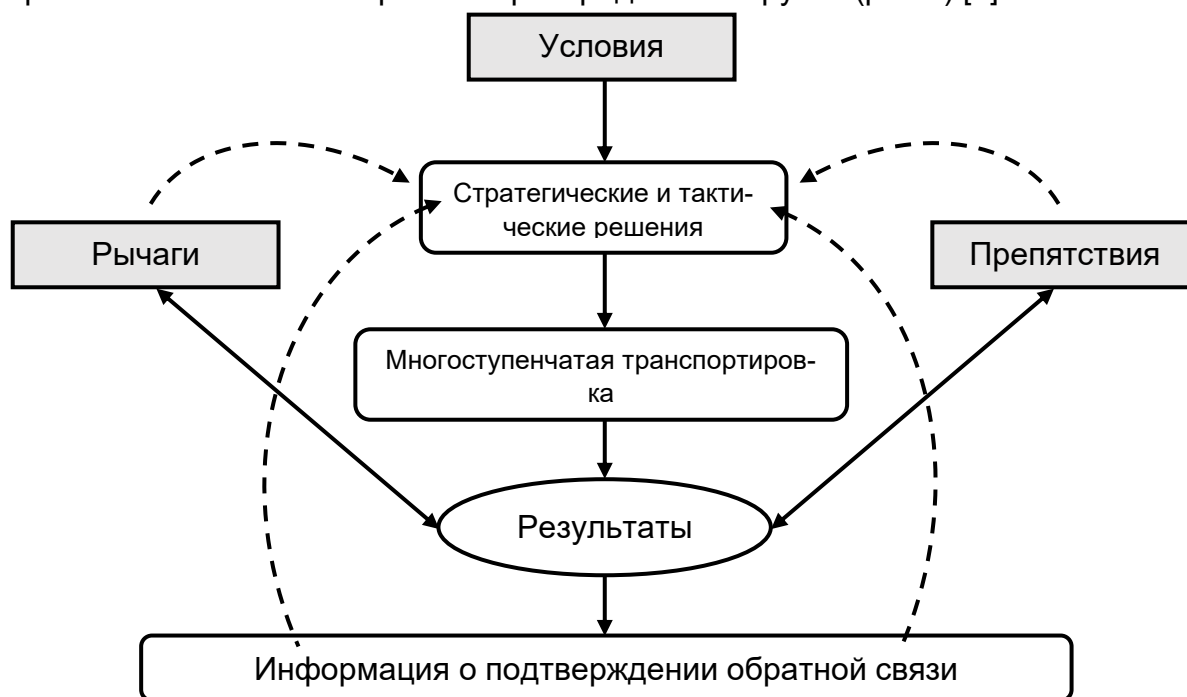 Условия
Стратегические и такти-
ческие решения
Рычаги
Препятствия
Многоступенчатая транспортиров-
ка
Результаты
Информация о подтверждении обратной связи